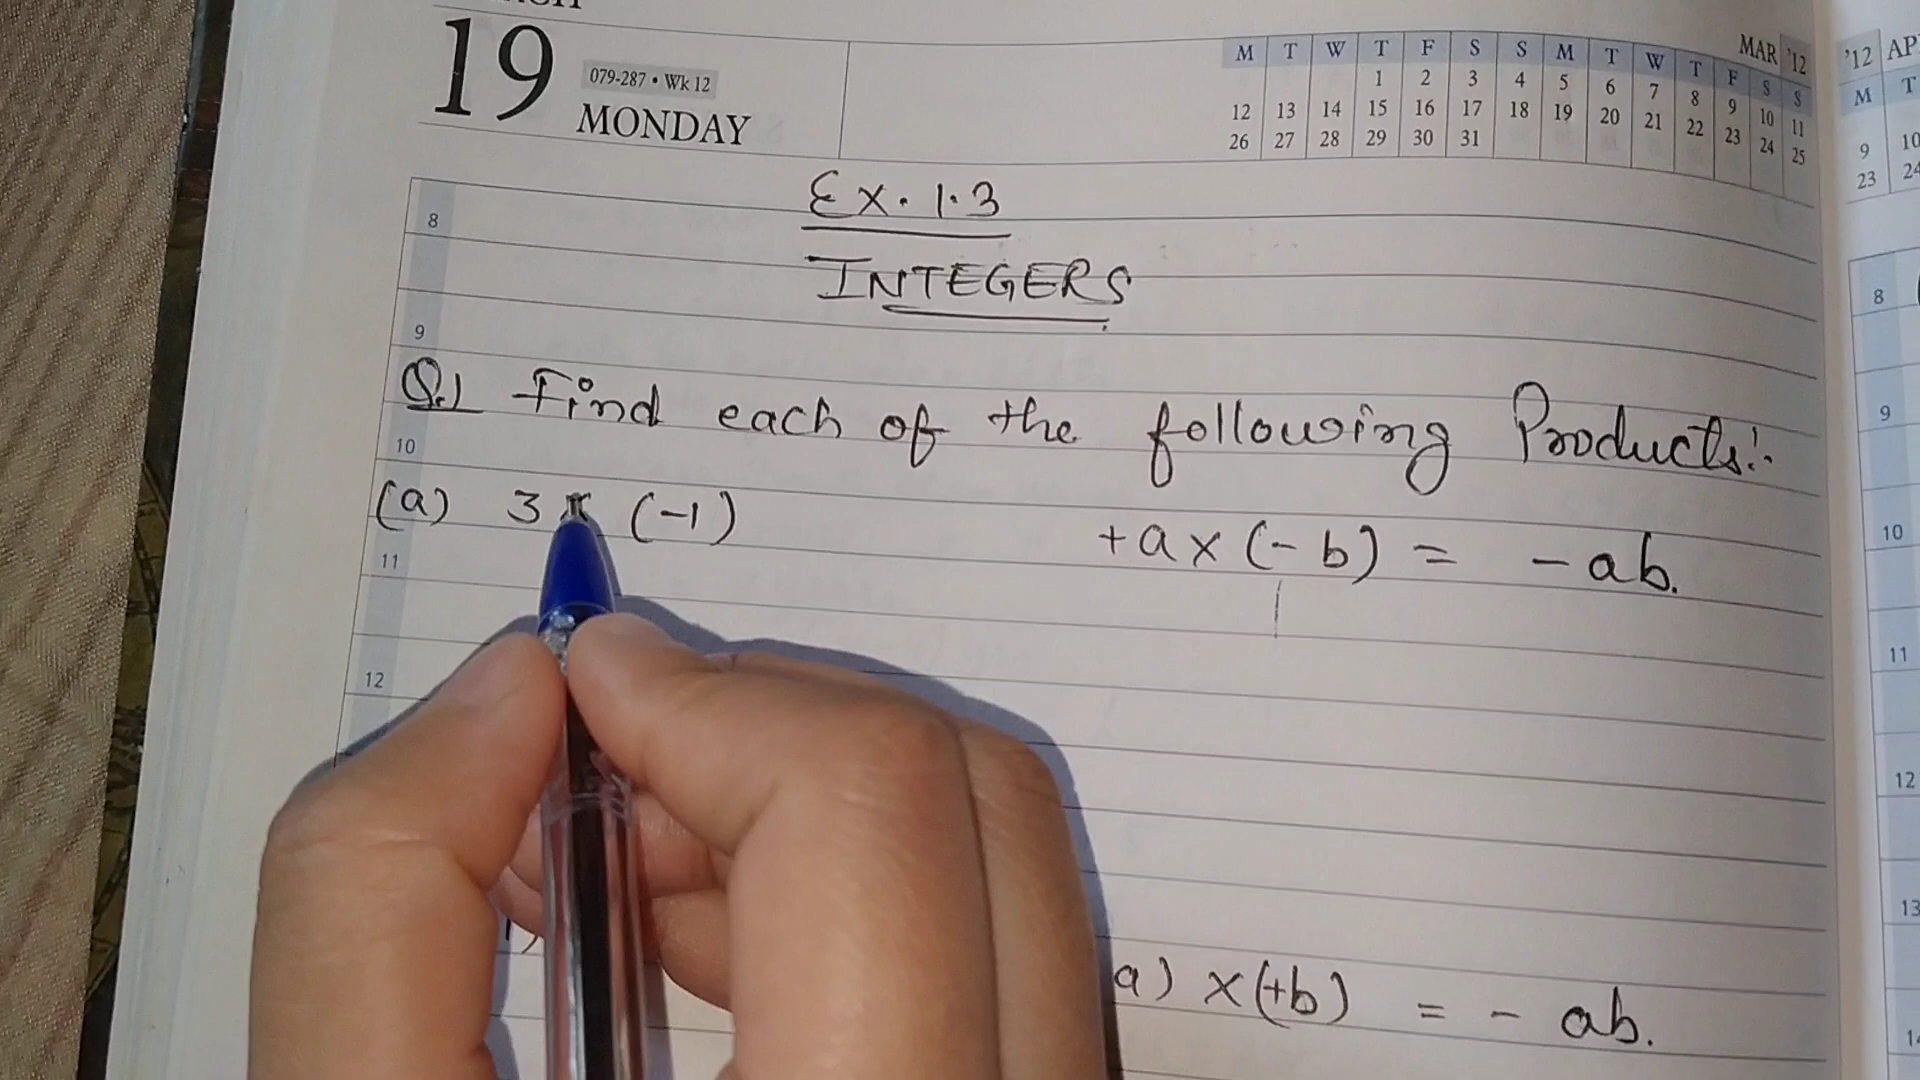 19
079-287 • Wk 12
MONDAY
MAR '12
M T W T F S S M T W T F S S
1 2 3 4 5 6 7 8 9 10 11
12 13 14 15 16 17 18 19 20 21 22 23 24 25
26 27 28 29 30 31
Ex. 1.3
INTEGERS
8
9
Q.1 Find each of the following Products:-
10
(a) 3 × (-1)
+a × (-b) = -ab.
11
12
a) × (+b) = - ab.
'12
M T
9 10
23 24
8
9
10
11
12
13